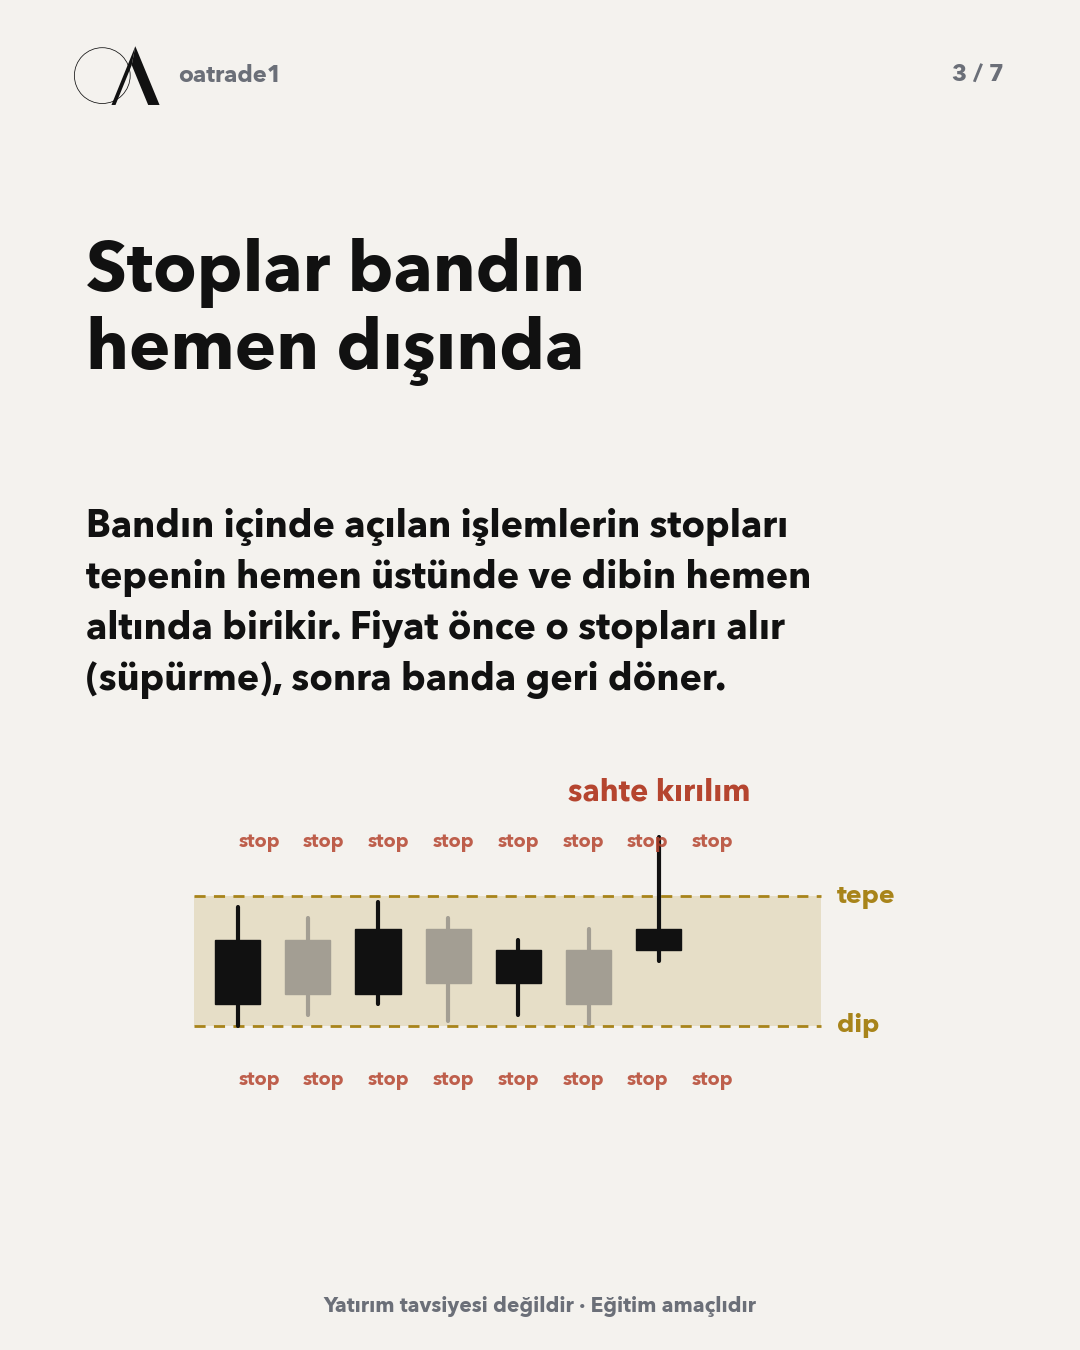 oatrade1
3 / 7
Stoplar bandın
hemen dışında
Bandın içinde açılan işlemlerin stopları
tepenin hemen üstünde ve dibin hemen
altında birikir. Fiyat önce o stopları alır
(süpürme), sonra banda geri döner.
sahte kırılım
stop stop stop stop stop stop stop stop
tepe
dip
stop stop stop stop stop stop stop stop
Yatırım tavsiyesi değildir · Eğitim amaçlıdır